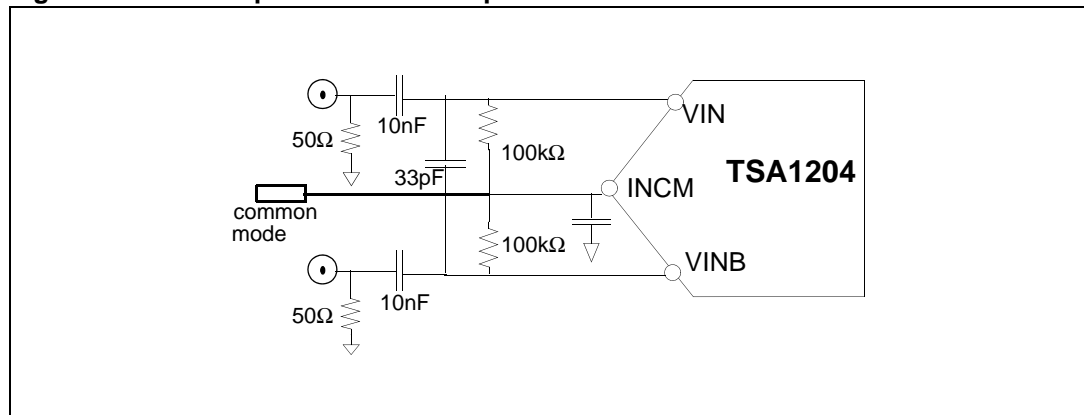 10nF
VIN
50Ω
100kΩ
33pF
TSA1204
INCM
common
mode
100kΩ
VINB
10nF
50Ω